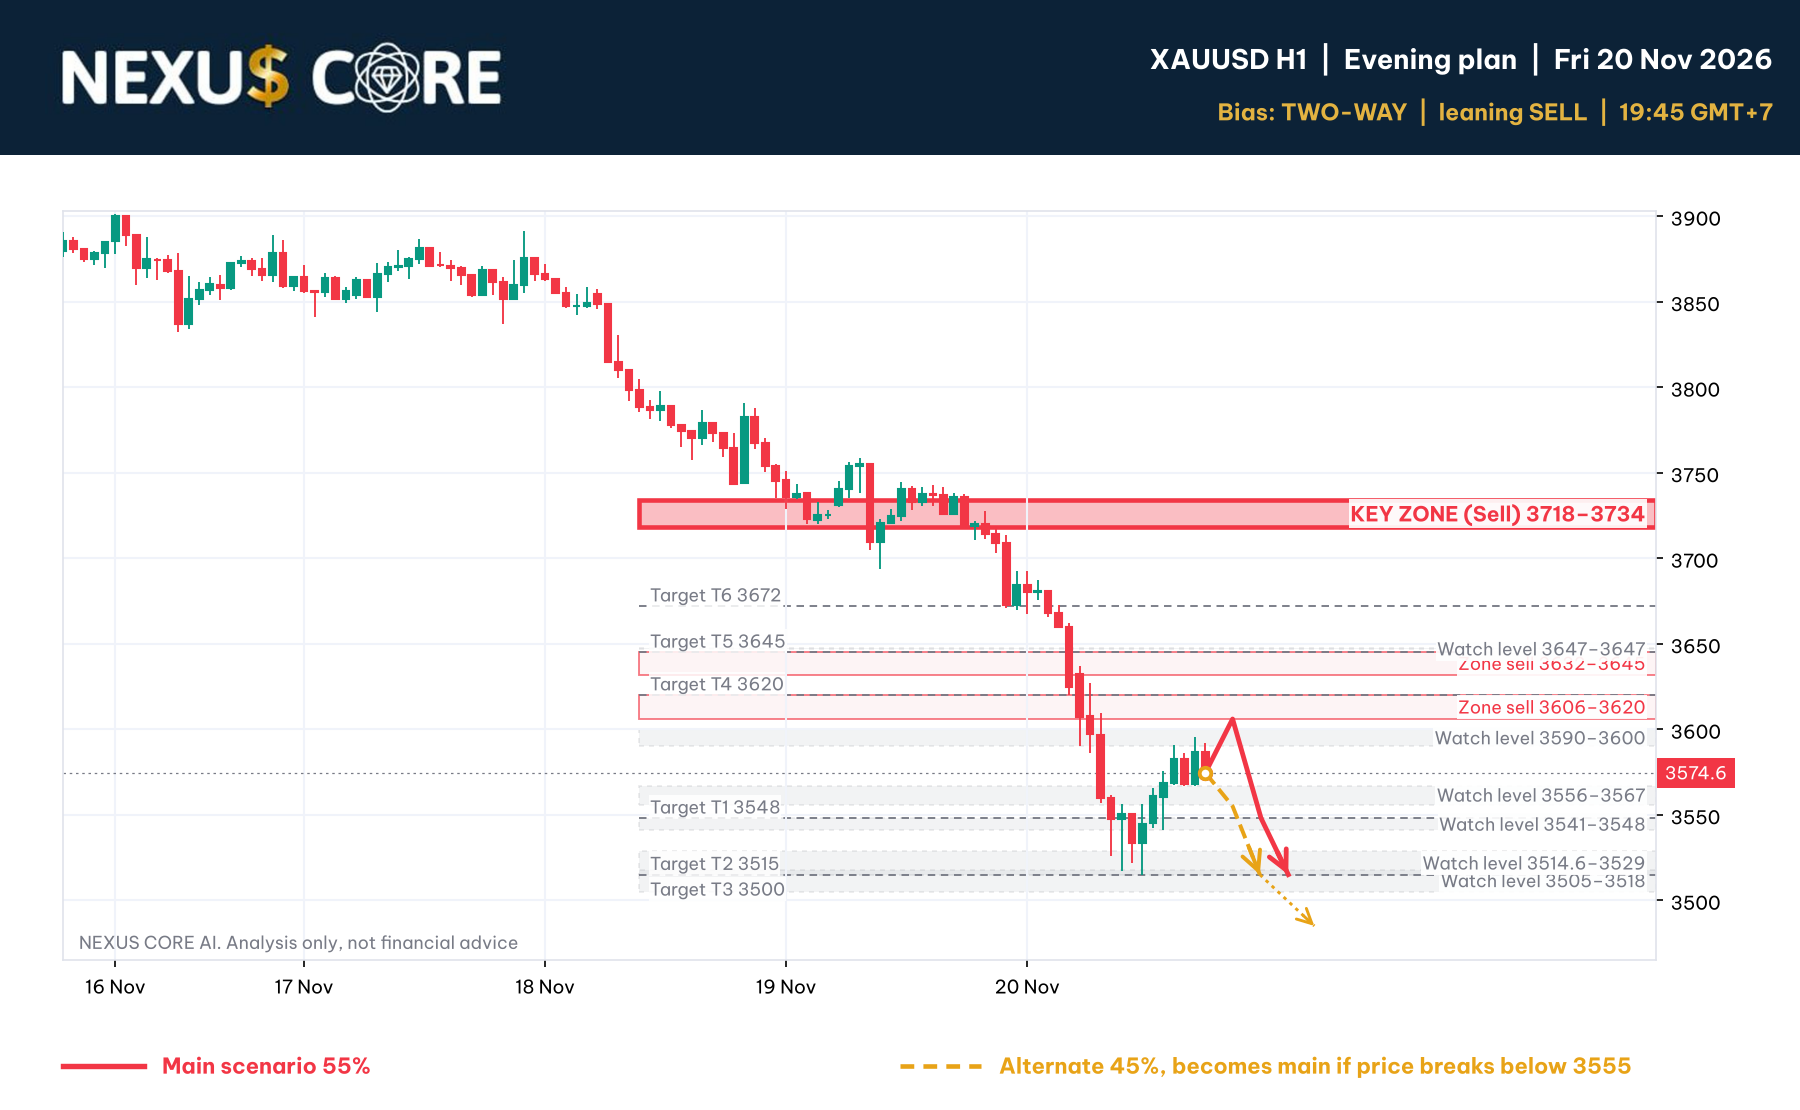 NEXU$ CORE
XAUUSD H1 | Evening plan | Fri 20 Nov 2026
Bias: TWO-WAY | leaning SELL | 19:45 GMT+7
3900
3850
3800
3750
KEY ZONE (Sell) 3718–3734
3700
Target T6 3672
Target T5 3645
Watch level 3647–3647
3650
Zone sell 3632–3645
Target T4 3620
Zone sell 3606–3620
3600
Watch level 3590–3600
3574.6
Watch level 3556–3567
Target T1 3548
3550
Watch level 3541–3548
Target T2 3515
Watch level 3514.6–3529
Watch level 3505–3518
Target T3 3500
3500
NEXUS CORE AI. Analysis only, not financial advice
16 Nov
17 Nov
18 Nov
19 Nov
20 Nov
Main scenario 55%
Alternate 45%, becomes main if price breaks below 3555